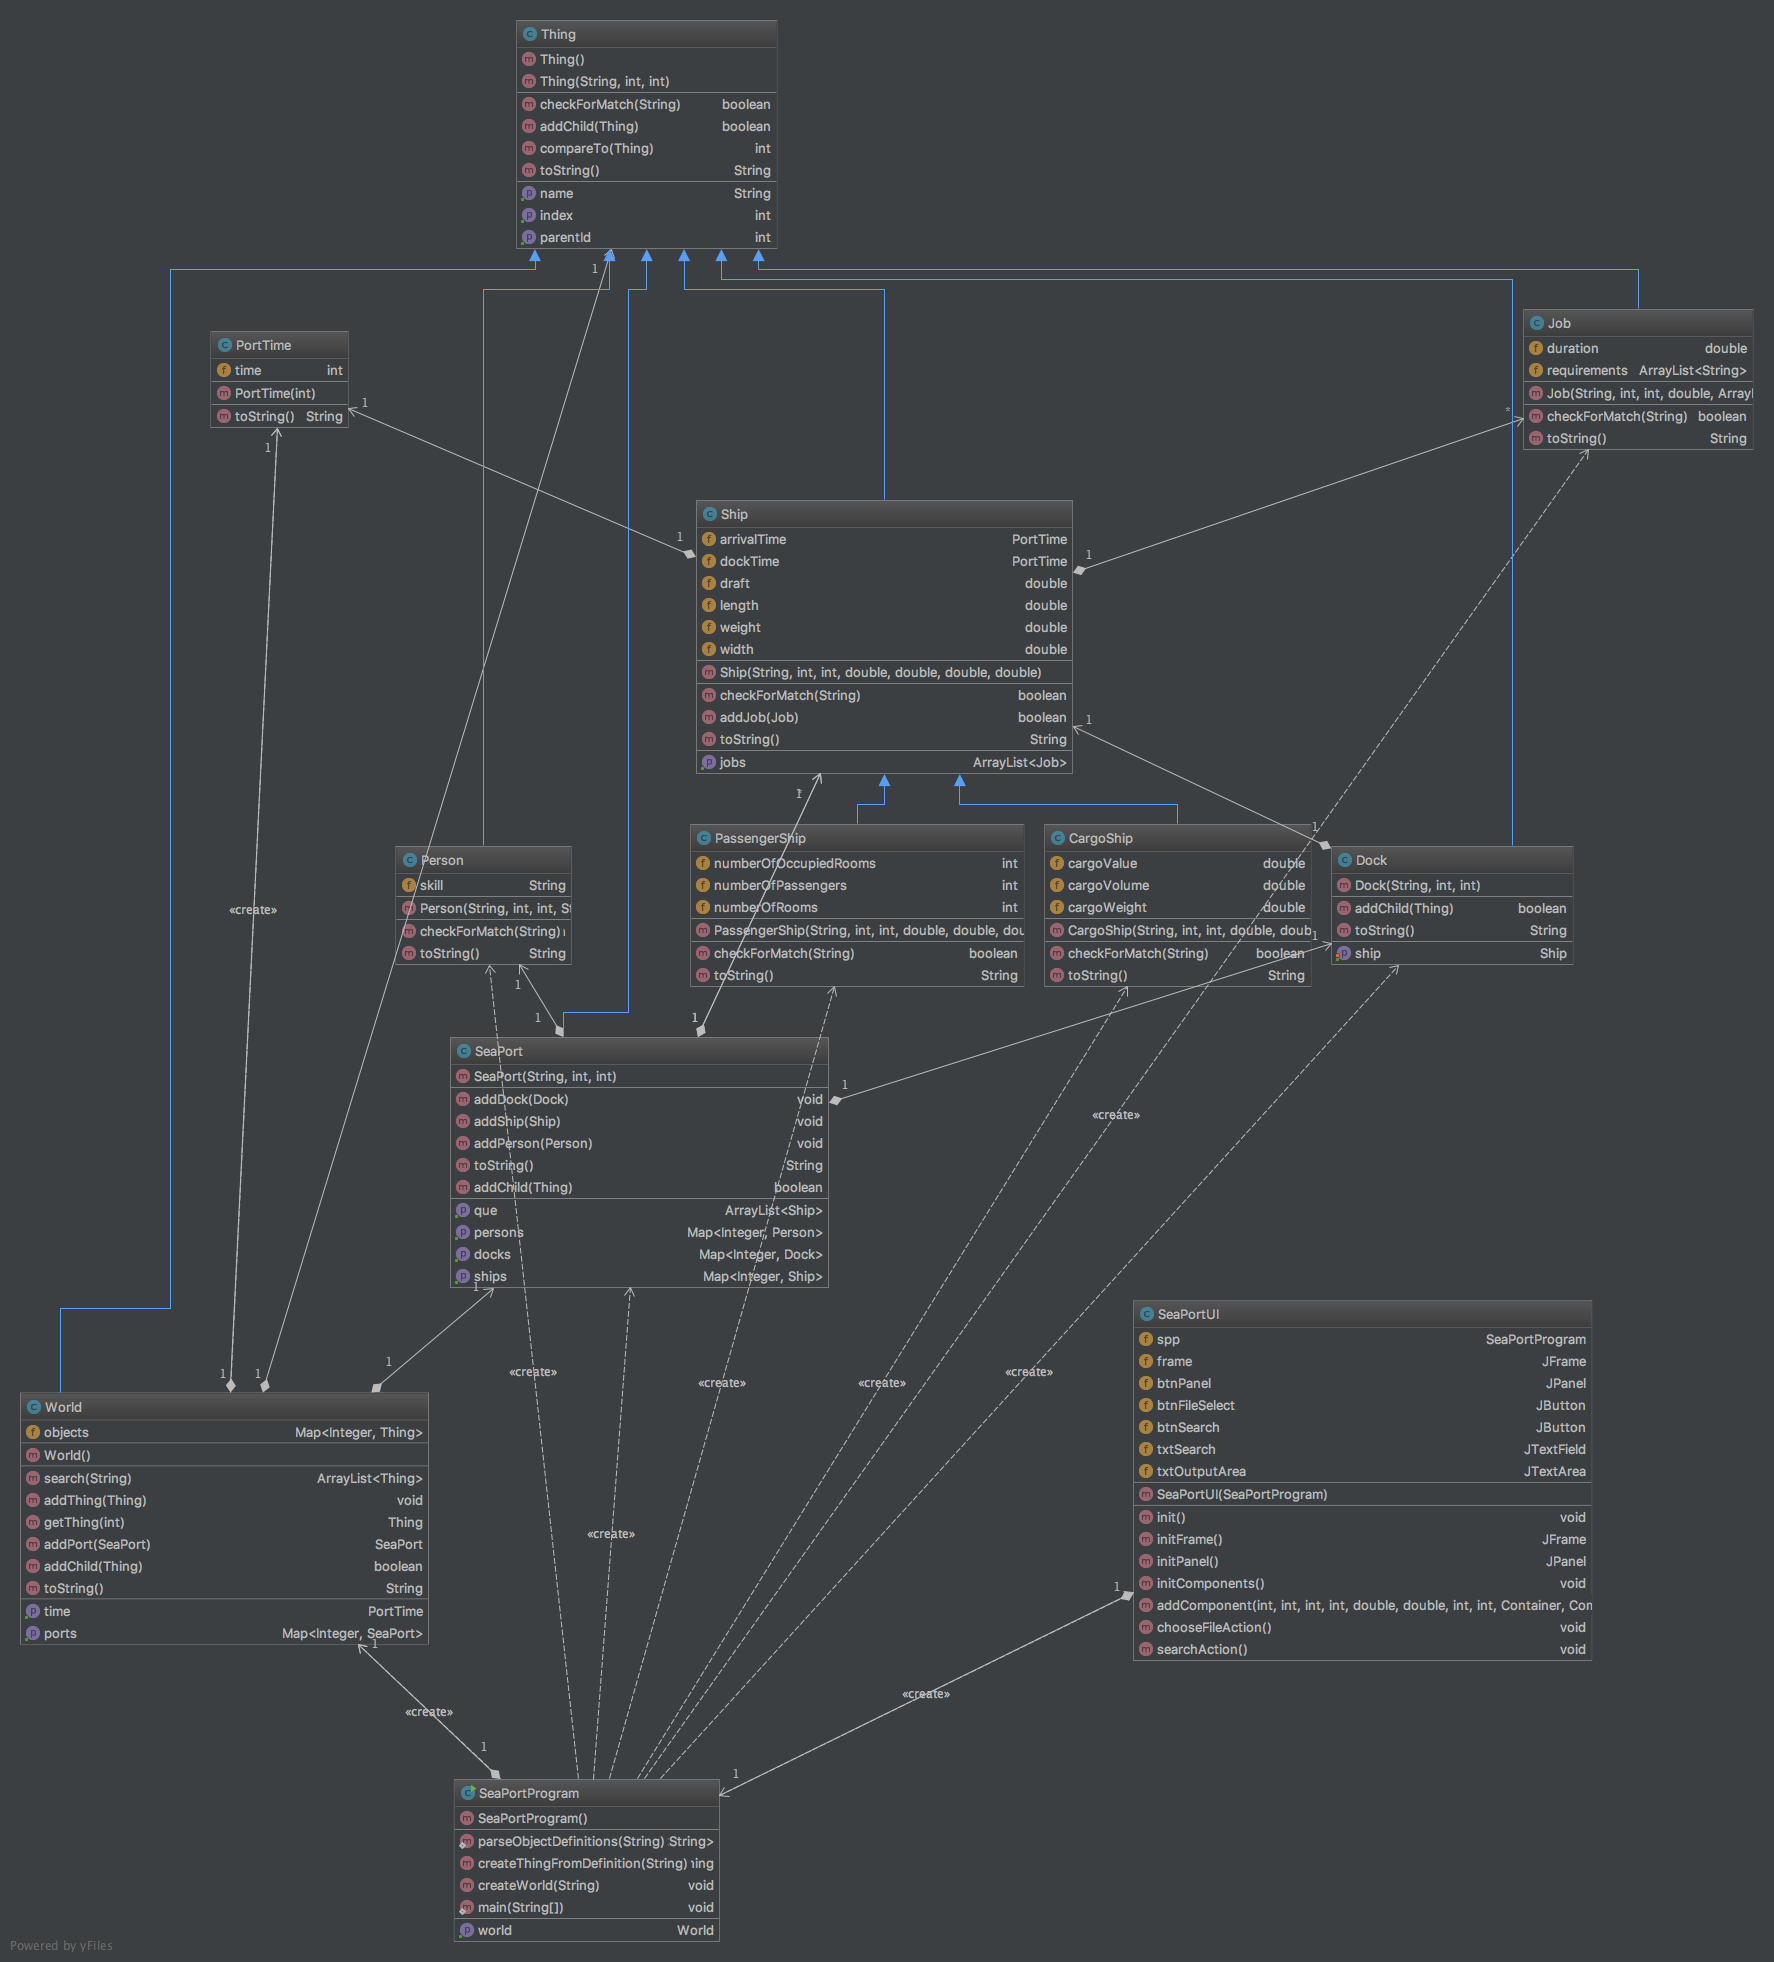 Thing
Thing()
Thing(String, int, int)
checkForMatch(String) boolean
addChild(Thing) boolean
compareTo(Thing) int
toString() String
name String
index int
parentId int
1
PortTime
time int
PortTime(int)
toString() String
1
1
Job
duration double
requirements ArrayList<String>
Job(String, int, int, double, Arrayl
checkForMatch(String) boolean
toString() String
*
Ship
arrivalTime PortTime
dockTime PortTime
draft double
length double
weight double
width double
Ship(String, int, int, double, double, double, double)
checkForMatch(String) boolean
addJob(Job) boolean
toString() String
jobs ArrayList<Job>
1
1
1
*
1
Person
skill String
Person(String, int, int, St
checkForMatch(String)
toString() String
1
1
PassengerShip
numberOfOccupiedRooms int
numberOfPassengers int
numberOfRooms int
PassengerShip(String, int, int, double, double, dou
checkForMatch(String) boolean
toString() String
CargoShip
cargoValue double
cargoVolume double
cargoWeight double
CargoShip(String, int, int, double, doub
checkForMatch(String) boolean
toString() String
1
Dock
Dock(String, int, int)
addChild(Thing) boolean
toString() String
ship Ship
1
«create»
1
SeaPort
SeaPort(String, int, int)
addDock(Dock) void
addShip(Ship) void
addPerson(Person) void
toString() String
addChild(Thing) boolean
que ArrayList<Ship>
persons Map<Integer, Person>
docks Map<Integer, Dock>
ships Map<Integer, Ship>
1
1
«create»
1
1
1
«create»
«create»
«create»
«create»
«create»
World
objects Map<Integer, Thing>
World()
search(String) ArrayList<Thing>
addThing(Thing) void
getThing(int) Thing
addPort(SeaPort) SeaPort
addChild(Thing) boolean
toString() String
time PortTime
ports Map<Integer, SeaPort>
1
SeaPortUI
spp SeaPortProgram
frame JFrame
btnPanel JPanel
btnFileSelect JButton
btnSearch JButton
txtSearch JTextField
txtOutputArea JTextArea
SeaPortUI(SeaPortProgram)
init() void
initFrame() JFrame
initPanel() JPanel
initComponents() void
addComponent(int, int, int, int, double, double, int, int, Container, Con
chooseFileAction() void
searchAction() void
1
«create»
«create»
1
1
SeaPortProgram
SeaPortProgram()
parseObjectDefinitions(String) String>
createThingFromDefinition(String) hing
createWorld(String) void
main(String[]) void
world World
Powered by yFiles